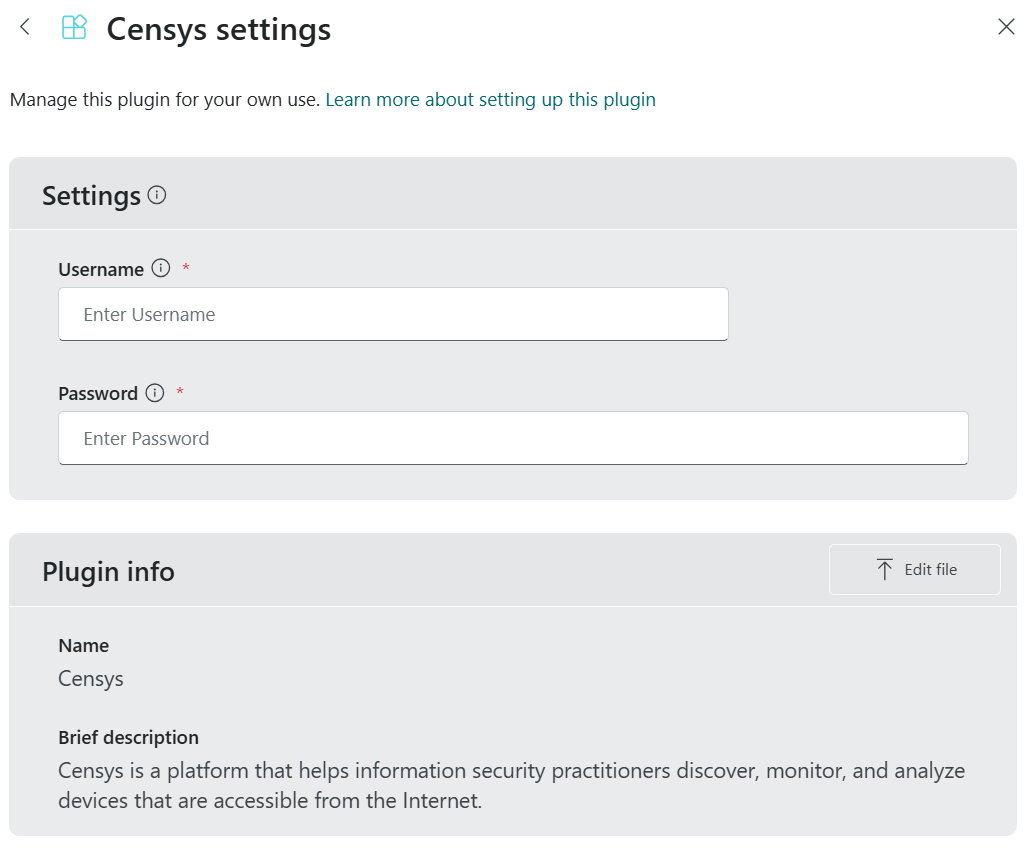 Censys settings
Manage this plugin for your own use. Learn more about setting up this plugin
Settings
Username *
Enter Username
Password *
Enter Password
Plugin info
Edit file
Name
Censys
Brief description
Censys is a platform that helps information security practitioners discover, monitor, and analyze
devices that are accessible from the Internet.